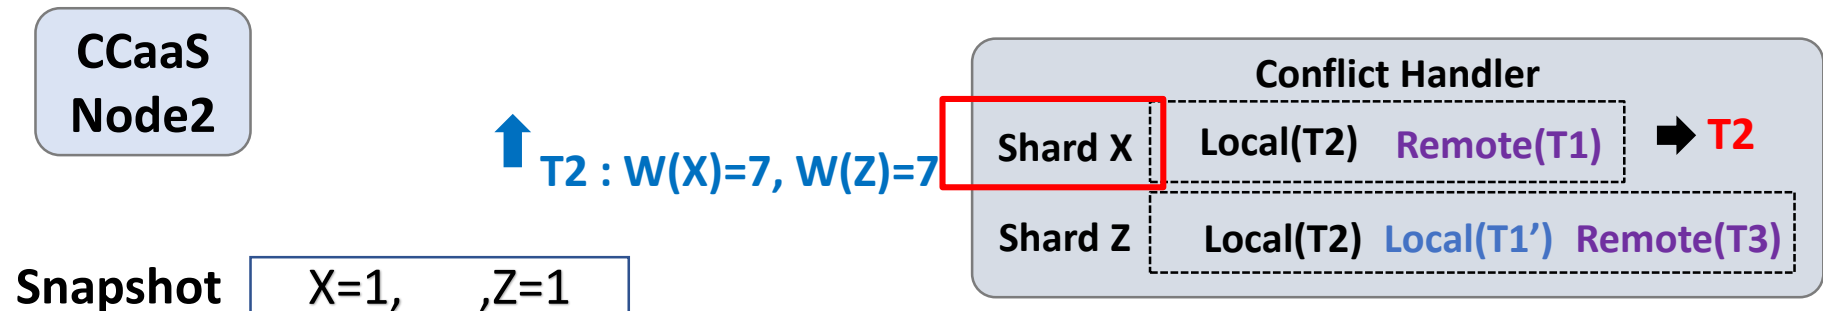 CCaaS
Node2
T2 : W(X)=7, W(Z)=7
Snapshot X=1, ,Z=1
Conflict Handler
Shard X Local(T2) Remote(T1) T2
Shard Z Local(T2) Local(T1’) Remote(T3)